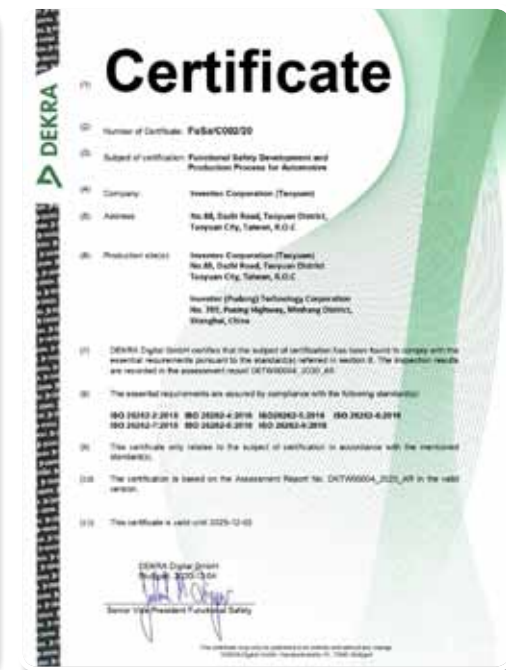 DEKRA
Certificate
(1)
(2) Number of Certificate: FuSa/C002/20
(3) Subject of certification: Functional Safety Development and
Production Process for Automotive
(4) Company: Inventec Corporation (Taoyuan)
(5) Address: No.88, Dazhi Road, Taoyuan District,
Taoyuan City, Taiwan, R.O.C
(6) Production site(s): Inventec Corporation (Taoyuan)
No.88, Dazhi Road, Taoyuan District
Taoyuan City, Taiwan, R.O.C
Inventec (Pudong) Technology Corporation
Highway, Minhang District,
Shanghai, China
(7) DEKRA Digital GmbH certifies that the subject of certification has been found to comply with the
essential requirements pursuant to the standard(s) referred in section 8. The inspection results
are recorded in the assessment report
(8) The essential requirements are assured by compliance with the following standard(s):
ISO 26262-2:2018 ISO 26262-4:2018 ISO26262-5:2018 ISO 26262-6:2018
ISO 26262-7:2018 ISO 26262-8:2018 ISO 26262-9:2018
(9) This certificate only relates to the subject of certification in accordance with the mentioned
standard(s).
(10) The certification is based on the Assessment Report No. in the valid
version.
(11) This certificate is valid until 2025-12-03
DEKRA Digital GmbH
Stuttgart, 2020-12-04
Senior Vice President Functional Safety